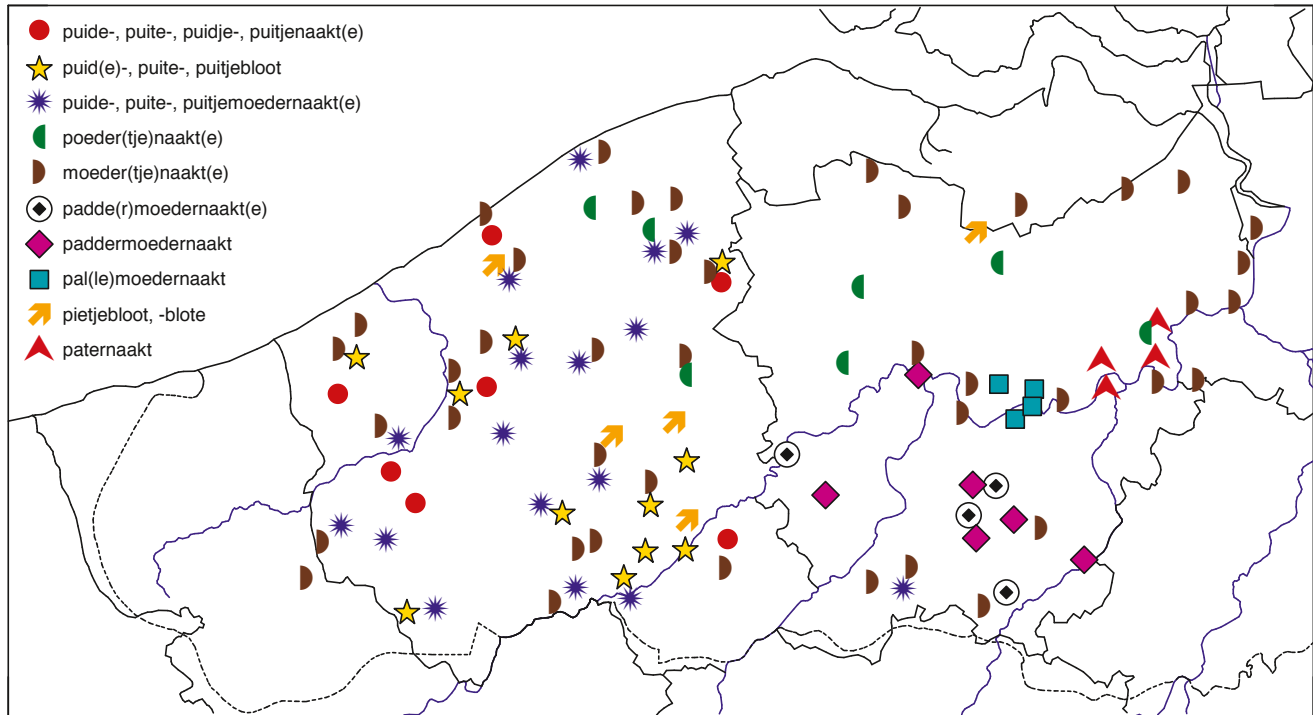 puide-, puite-, puidje-, puitjenaakt(e)
puid(e)-, puite-, puitjebloot
puide-, puite-, puitjemoedernaakt(e)
poeder(tje)naakt(e)
moeder(tje)naakt(e)
padde(r)moedernaakt(e)
paddermoedernaakt
pal(le)moedernaakt
pietjebloot, -blote
paternaakt